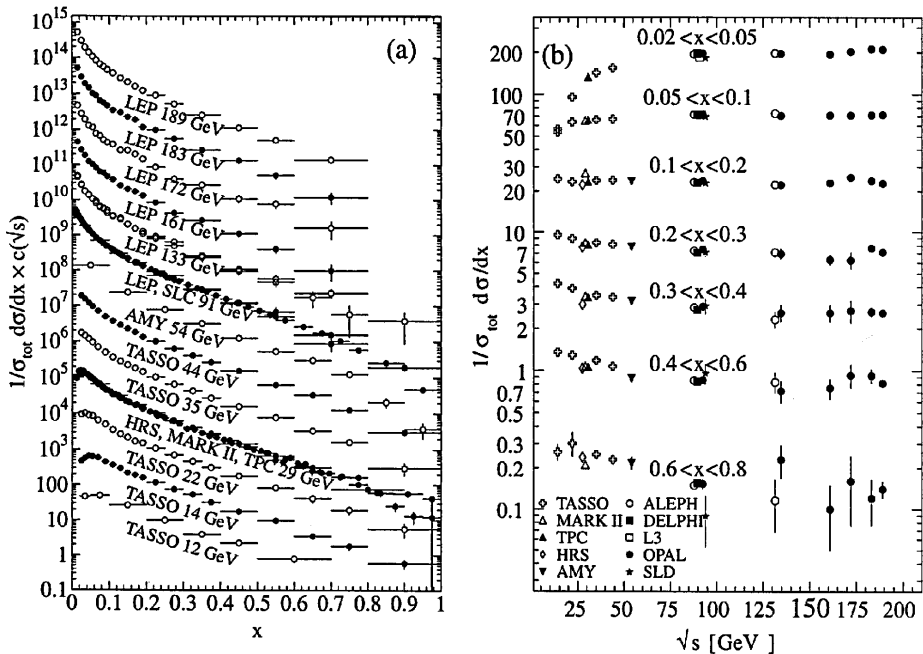 (a)
1/σtot dσ/dx × c(√s)
10^15
10^14
10^13
10^12
10^11
10^10
10^9
10^8
10^7
10^6
10^5
10^4
10^3
100
10
1
0.1
LEP 189 GeV
LEP 183 GeV
LEP 172 GeV
LEP 161 GeV
LEP 133 GeV
LEP, SLC 91 GeV
AMY 54 GeV
TASSO 44 GeV
TASSO 35 GeV
HRS, MARK II, TPC 29 GeV
TASSO 22 GeV
TASSO 14 GeV
TASSO 12 GeV
0 0.1 0.2 0.3 0.4 0.5 0.6 0.7 0.8 0.9 1
x
(b)
1/σtot dσ/dx
200
100
70
50
30
20
10
7
5
3
2
1
0.7
0.5
0.3
0.2
0.1
0.02<x<0.05
0.05<x<0.1
0.1<x<0.2
0.2<x<0.3
0.3<x<0.4
0.4<x<0.6
0.6<x<0.8
TASSO
MARK II
TPC
HRS
AMY
ALEPH
DELPHI
L3
OPAL
SLD
25 50 75 100 125 150 175 200
√s [GeV]